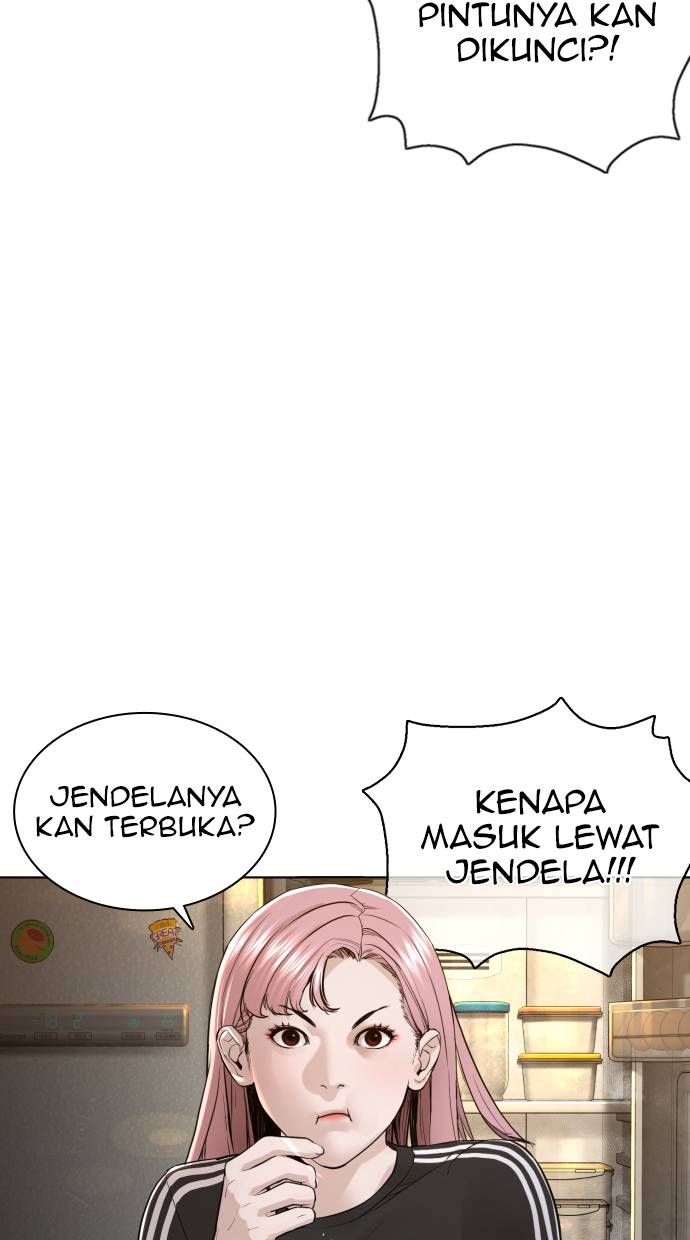 PINTUNYA KAN
DIKUNCI?!
JENDELANYA
KAN TERBUKA?
KENAPA
MASUK LEWAT
JENDELA!!!